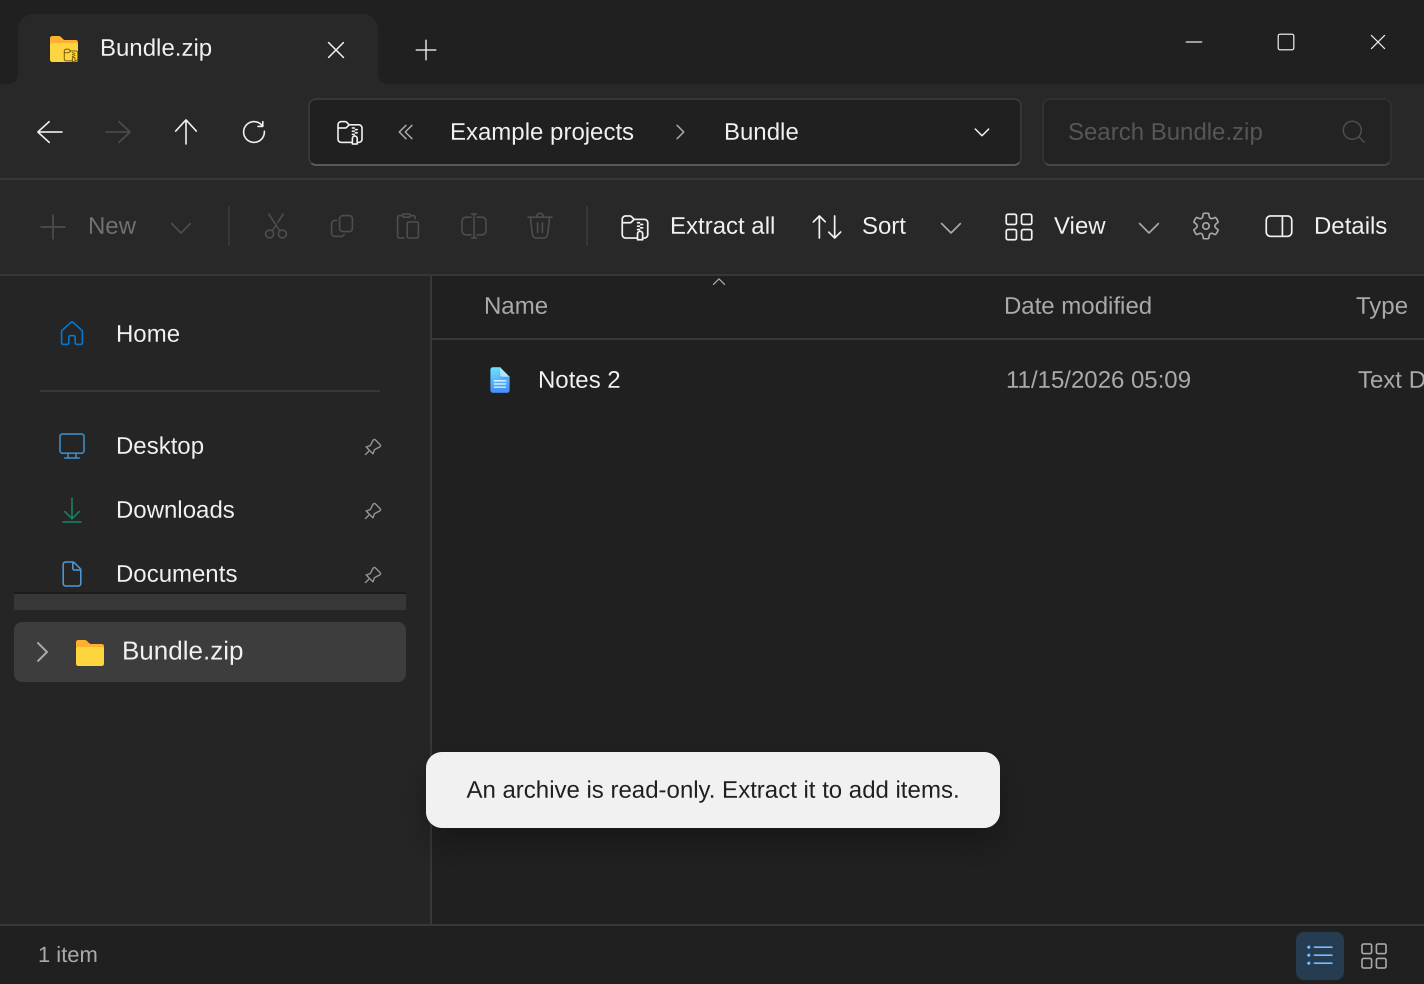 Bundle.zip
Example projects
Bundle
Search Bundle.zip
New
Extract all
Sort
View
Details
Home
Desktop
Downloads
Documents
Bundle.zip
Name
Date modified
Type
Notes 2
11/15/2026 05:09
Text D
An archive is read-only. Extract it to add items.
1 item